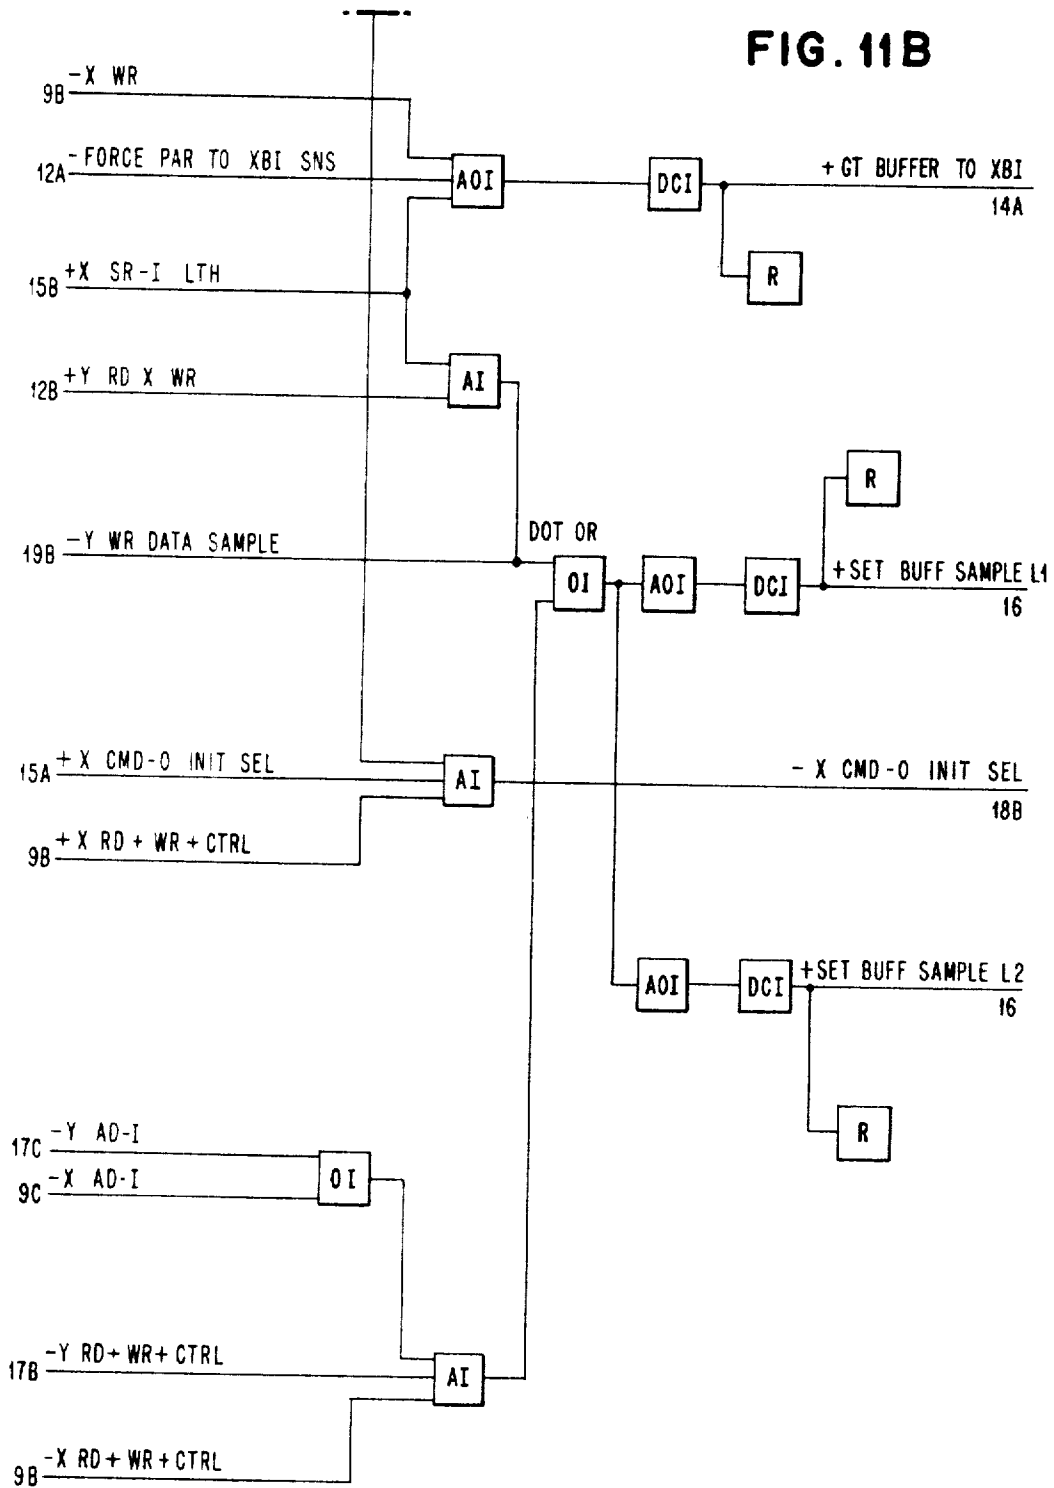 FIG. 11B
-X WR
9B
-FORCE PAR TO XBI SNS
12A
AOI
DCI
+GT BUFFER TO XBI
14A
R
+X SR-I LTH
15B
+Y RD X WR
12B
AI
R
-Y WR DATA SAMPLE
19B
DOT OR
OI
AOI
DCI
+SET BUFF SAMPLE L1
16
+X CMD-O INIT SEL
15A
AI
-X CMD-O INIT SEL
18B
+X RD+WR+CTRL
9B
AOI
DCI
+SET BUFF SAMPLE L2
16
R
-Y AD-I
17C
-X AD-I
9C
OI
-Y RD+WR+CTRL
17B
AI
-X RD+WR+CTRL
9B